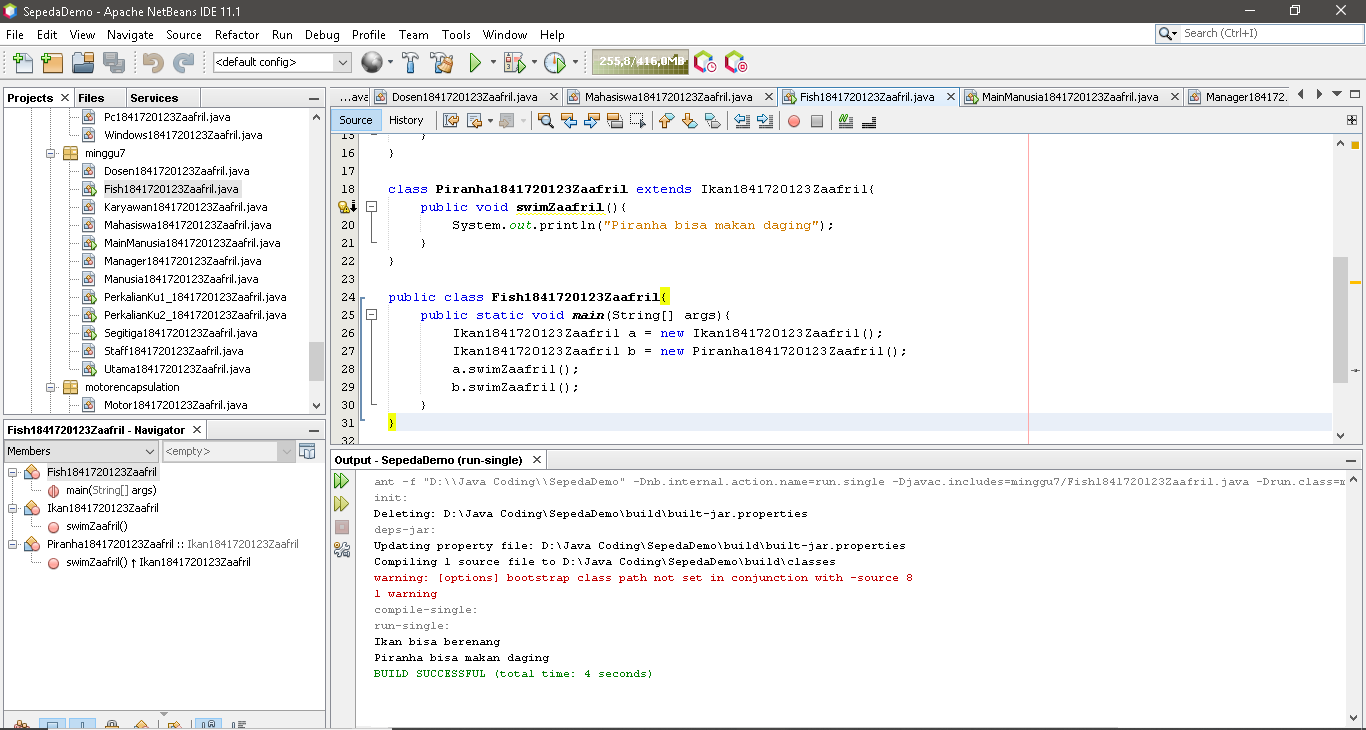 SepedaDemo - Apache NetBeans IDE 11.1
File Edit View Navigate Source Refactor Run Debug Profile Team Tools Window Help
Search (Ctrl+I)
<default config>
255,8/416,0MB
Projects Files Services
Pc1841720123Zaafril.java
Windows1841720123Zaafril.java
minggu7
Dosen1841720123Zaafril.java
Fish1841720123Zaafril.java
Karyawan1841720123Zaafril.java
Mahasiswa1841720123Zaafril.java
MainManusia1841720123Zaafril.java
Manager1841720123Zaafril.java
Manusia1841720123Zaafril.java
PerkalianKu1_1841720123Zaafril.java
PerkalianKu2_1841720123Zaafril.java
Segitiga1841720123Zaafril.java
Staff1841720123Zaafril.java
Utama1841720123Zaafril.java
motorencapsulation
Motor1841720123Zaafril.java
Fish1841720123Zaafril - Navigator
Members <empty>
Fish1841720123Zaafril
main(String[] args)
Ikan1841720123Zaafril
swimZaafril()
Piranha1841720123Zaafril :: Ikan1841720123Zaafril
swimZaafril() ↑ Ikan1841720123Zaafril
...ava Dosen1841720123Zaafril.java Mahasiswa1841720123Zaafril.java Fish1841720123Zaafril.java MainManusia1841720123Zaafril.java Manager184172...
Source History
15 }
16 }
17
18 class Piranha1841720123Zaafril extends Ikan1841720123Zaafril{
public void swimZaafril(){
20 System.out.println("Piranha bisa makan daging");
21 }
22 }
23
24 public class Fish1841720123Zaafril{
25 public static void main(String[] args){
26 Ikan1841720123Zaafril a = new Ikan1841720123Zaafril();
27 Ikan1841720123Zaafril b = new Piranha1841720123Zaafril();
28 a.swimZaafril();
29 b.swimZaafril();
30 }
31 }
32
Output - SepedaDemo (run-single)
ant -f "D:\\Java Coding\\SepedaDemo" -Dnb.internal.action.name=run.single -Djavac.includes=minggu7/Fish1841720123Zaafril.java -Drun.class=m
init:
Deleting: D:\Java Coding\SepedaDemo\build\built-jar.properties
deps-jar:
Updating property file: D:\Java Coding\SepedaDemo\build\built-jar.properties
Compiling 1 source file to D:\Java Coding\SepedaDemo\build\classes
warning: [options] bootstrap class path not set in conjunction with -source 8
1 warning
compile-single:
run-single:
Ikan bisa berenang
Piranha bisa makan daging
BUILD SUCCESSFUL (total time: 4 seconds)